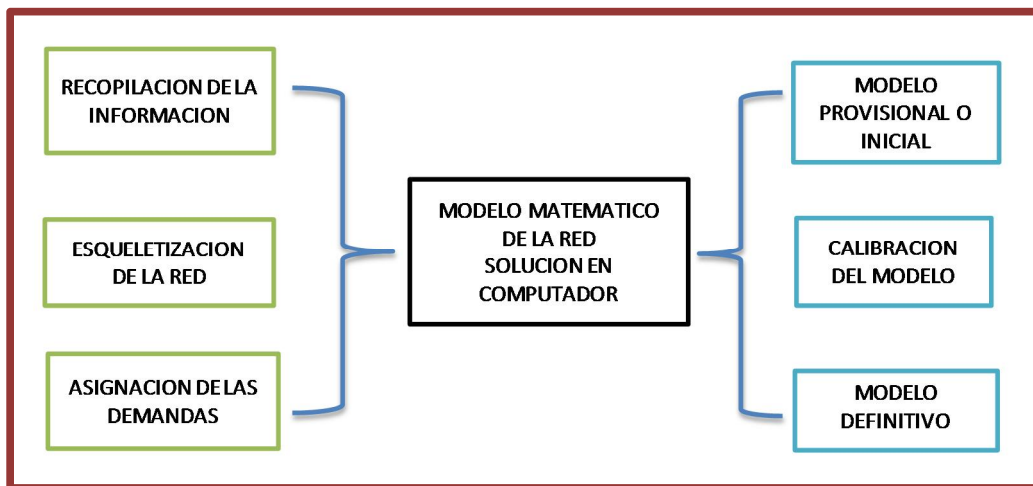 RECOPILACION DE LA
INFORMACION
ESQUELETIZACION
DE LA RED
ASIGNACION DE LAS
DEMANDAS
MODELO MATEMATICO
DE LA RED
SOLUCION EN
COMPUTADOR
MODELO
PROVISIONAL O
INICIAL
CALIBRACION
DEL MODELO
MODELO
DEFINITIVO